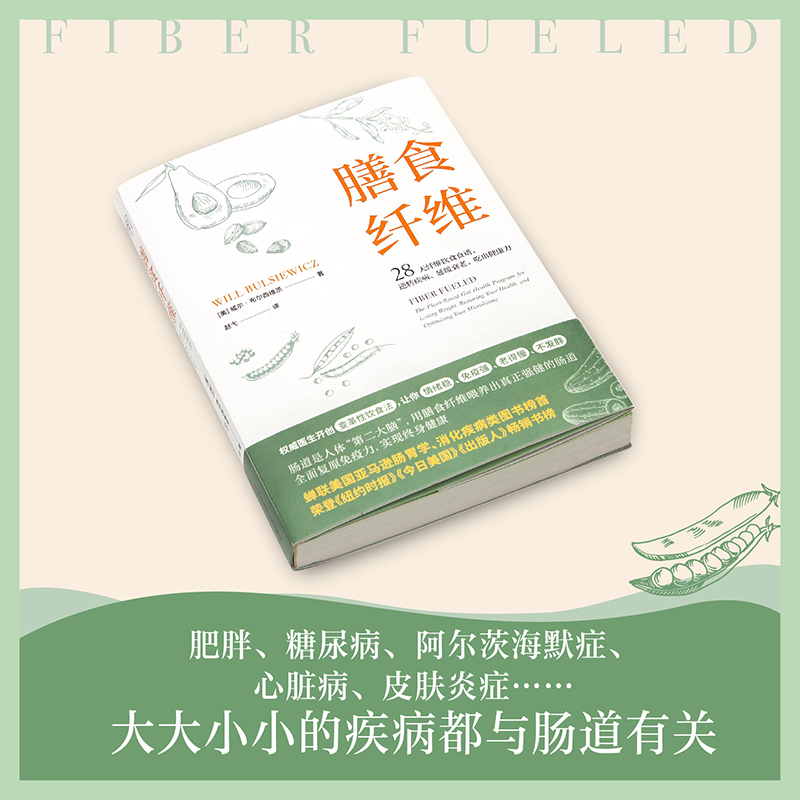 FIBER FUELED
膳食
纤维
28天纤维饮食食谱,
逆转疾病、延缓衰老、吃出健康力
WILL BULSIEWICZ
[美]威尔·布尔西维茨 著
赵弋 译
FIBER FUELED
The Plant-Based Gut Health Program for
Losing Weight, Restoring Your Health, and
Optimizing Your Microbiome
权威医生开创 变革性饮食法,让你 情绪稳、免疫强、老得慢、不发胖
肠道是人体“第二大脑”,用膳食纤维喂养出真正强健的肠道
全面复原免疫力,实现终身健康
蝉联美国亚马逊肠胃学、消化疾病类图书榜首
荣登《纽约时报》《今日美国》《出版人》畅销书榜
肥胖、糖尿病、阿尔茨海默症、
心脏病、皮肤炎症……
大大小小的疾病都与肠道有关